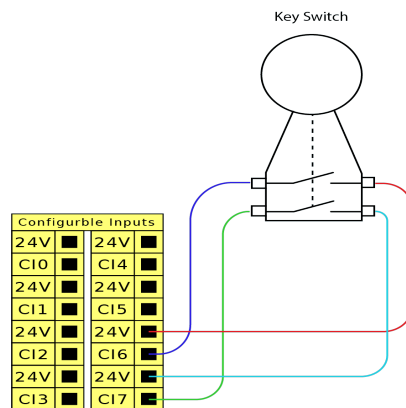 Key Switch
Configurble Inputs
24V 24V
CI0 CI4
24V 24V
CI1 CI5
24V 24V
CI2 CI6
24V 24V
CI3 CI7